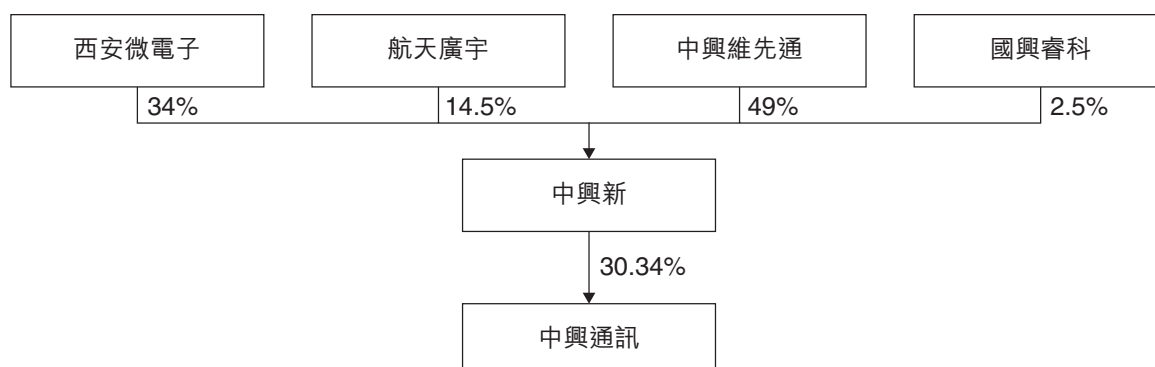 西安微電子
航天廣宇
中興維先通
國興睿科
34%
14.5%
49%
2.5%
中興新
30.34%
中興通訊